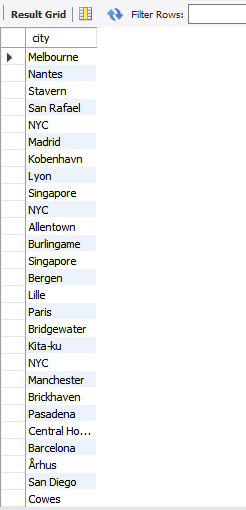 Result Grid Filter Rows:
city
Melbourne
Nantes
Stavern
San Rafael
NYC
Madrid
Kobenhavn
Lyon
Singapore
NYC
Allentown
Burlingame
Singapore
Bergen
Lille
Paris
Bridgewater
Kita-ku
NYC
Manchester
Brickhaven
Pasadena
Central Ho...
Barcelona
Århus
San Diego
Cowes